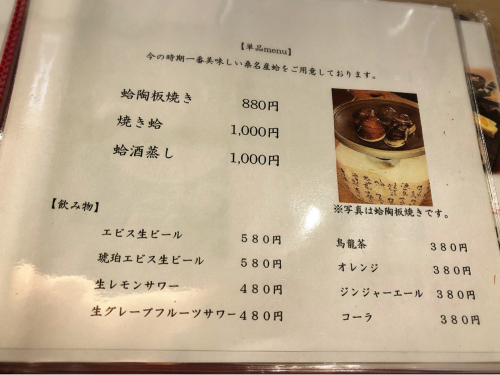 【単品menu】
今の時期一番美味しい桑名産蛤をご用意しております。
蛤陶板焼き 880円
焼き蛤 1,000円
蛤酒蒸し 1,000円
※写真は蛤陶板焼きです。
【飲み物】
エビス生ビール 580円
琥珀エビス生ビール 580円
生レモンサワー 480円
生グレープフルーツサワー 480円
烏龍茶 380円
オレンジ 380円
ジンジャーエール 380円
コーラ 380円